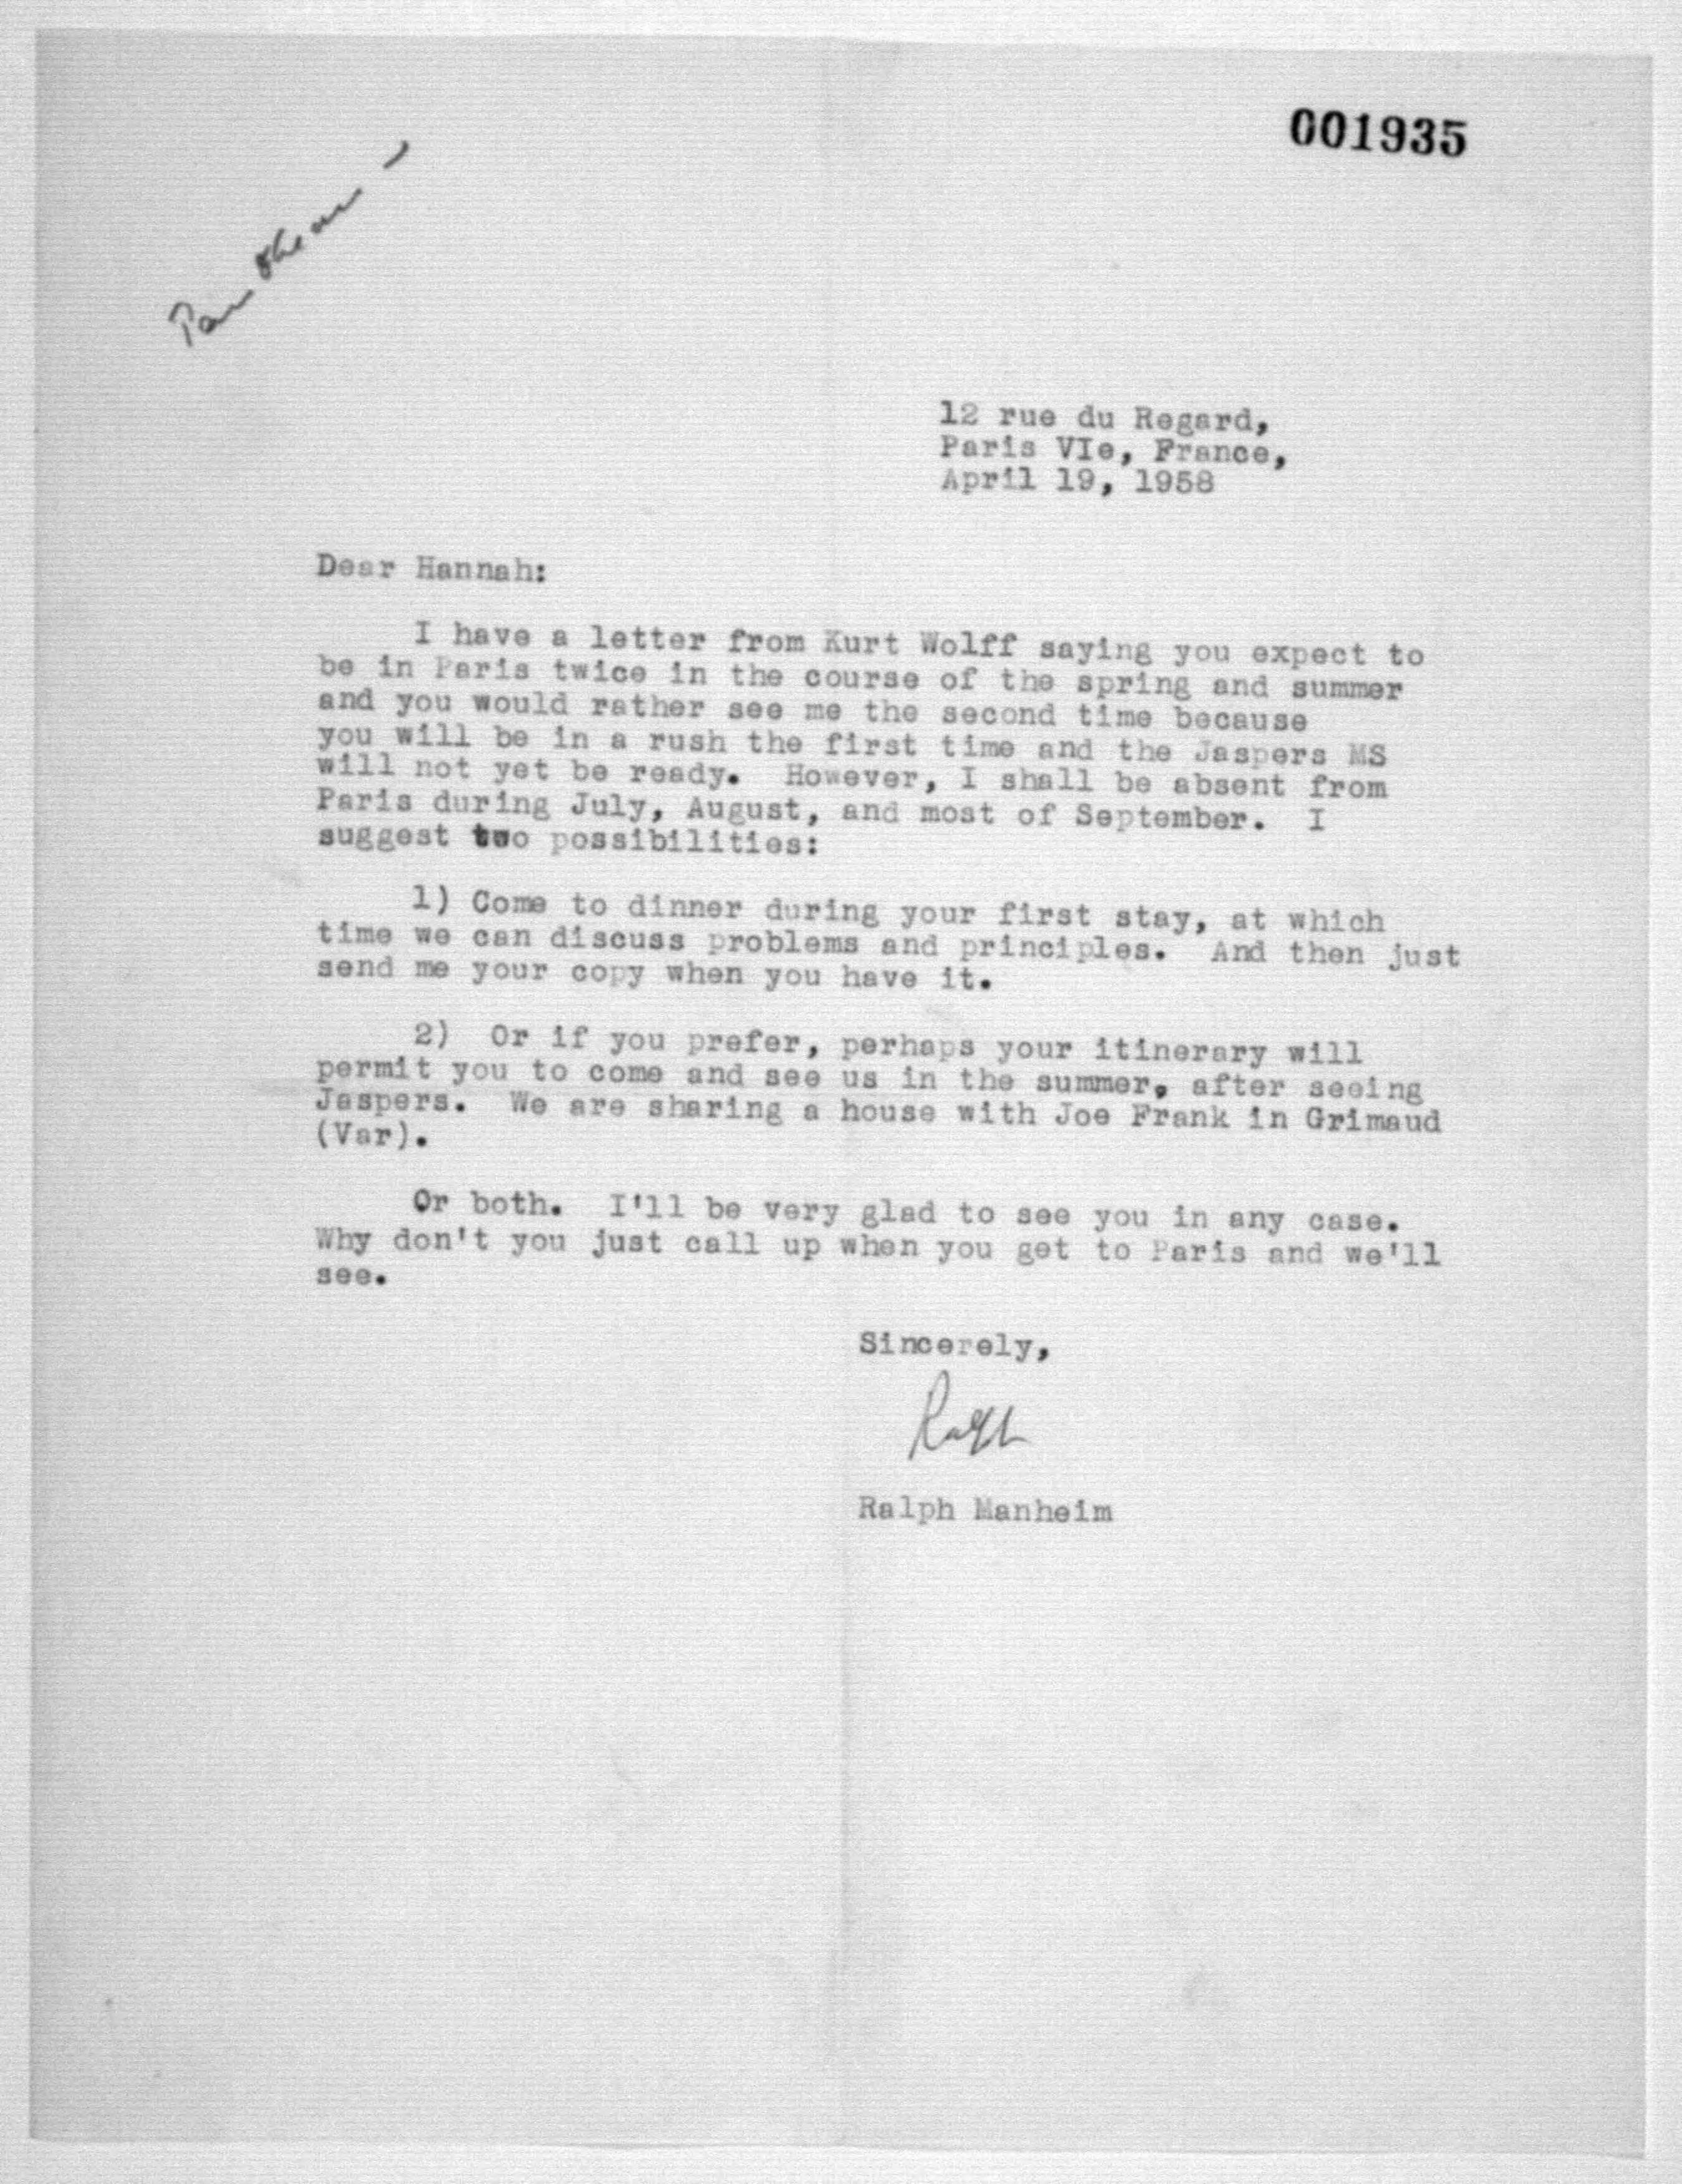 001935
12 rue du Regard,
Paris VIe, France,
April 19, 1958
Dear Hannah:
I have a letter from Kurt Wolff saying you expect to
be in Paris twice in the course of the spring and summer
and you would rather see me the second time because
you will be in a rush the first time and the Jaspers MS
will not yet be ready. However, I shall be absent from
Paris during July, August, and most of September. I
suggest two possibilities:
1) Come to dinner during your first stay, at which
time we can discuss problems and principles. And then just
send me your copy when you have it.
2) Or if you prefer, perhaps your itinerary will
permit you to come and see us in the summer, after seeing
Jaspers. We are sharing a house with Joe Frank in Grimaud
(Var).
Or both. I'll be very glad to see you in any case.
Why don't you just call up when you get to Paris and we'll
see.
Sincerely,
Ralph
Ralph Manheim